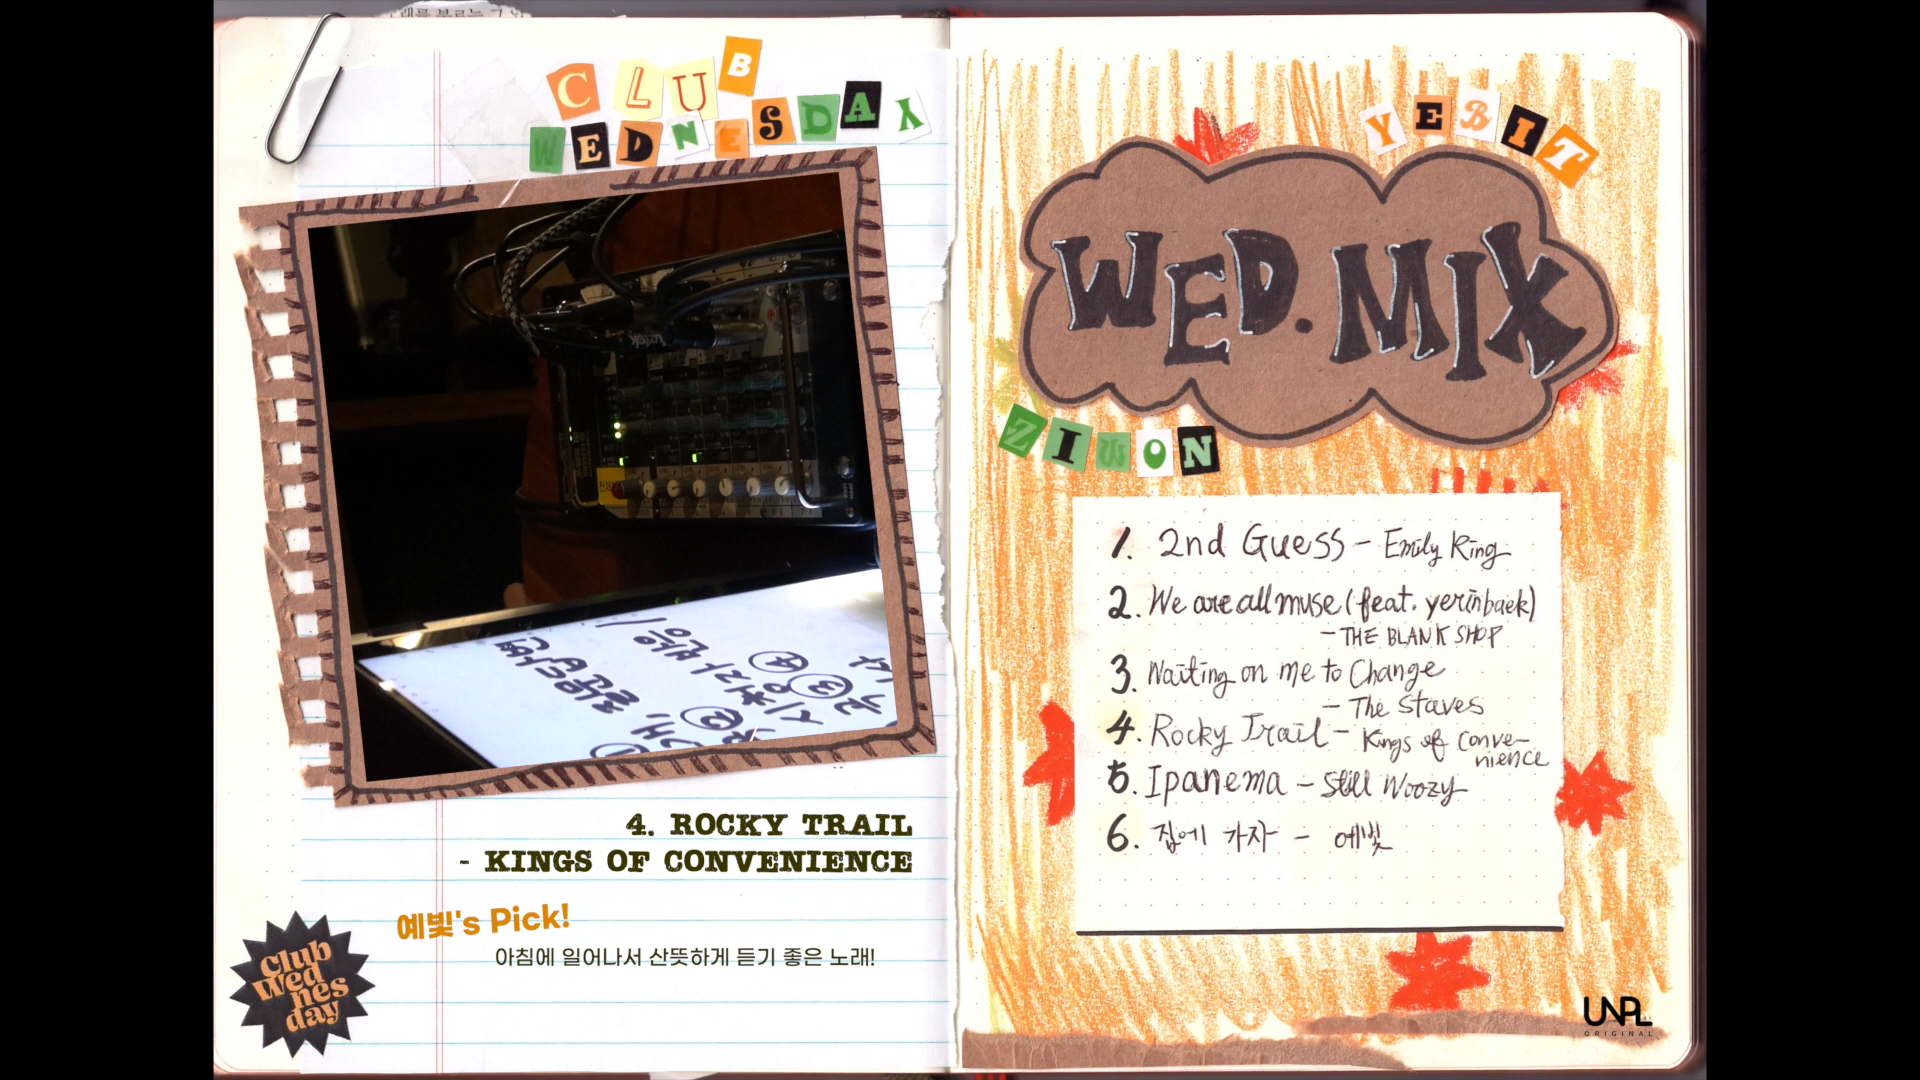 CLUB
WEDNESDAY
4. ROCKY TRAIL
- KINGS OF CONVENIENCE
예빛's Pick!
아침에 일어나서 산뜻하게 듣기 좋은 노래!
club
wed
nes
day
YEBIT
WED. MIX
ZIWON
1. 2nd Guess - Emily King
2. We are all muse (feat. yerinbaek)
- THE BLANK SHOP
3. Waiting on me to Change
- The Staves
4. Rocky Trail - Kings of Conve-
nience
5. Ipanema - Still Woozy
6. 집에 가자 - 예빛
UNPL
ORIGINAL